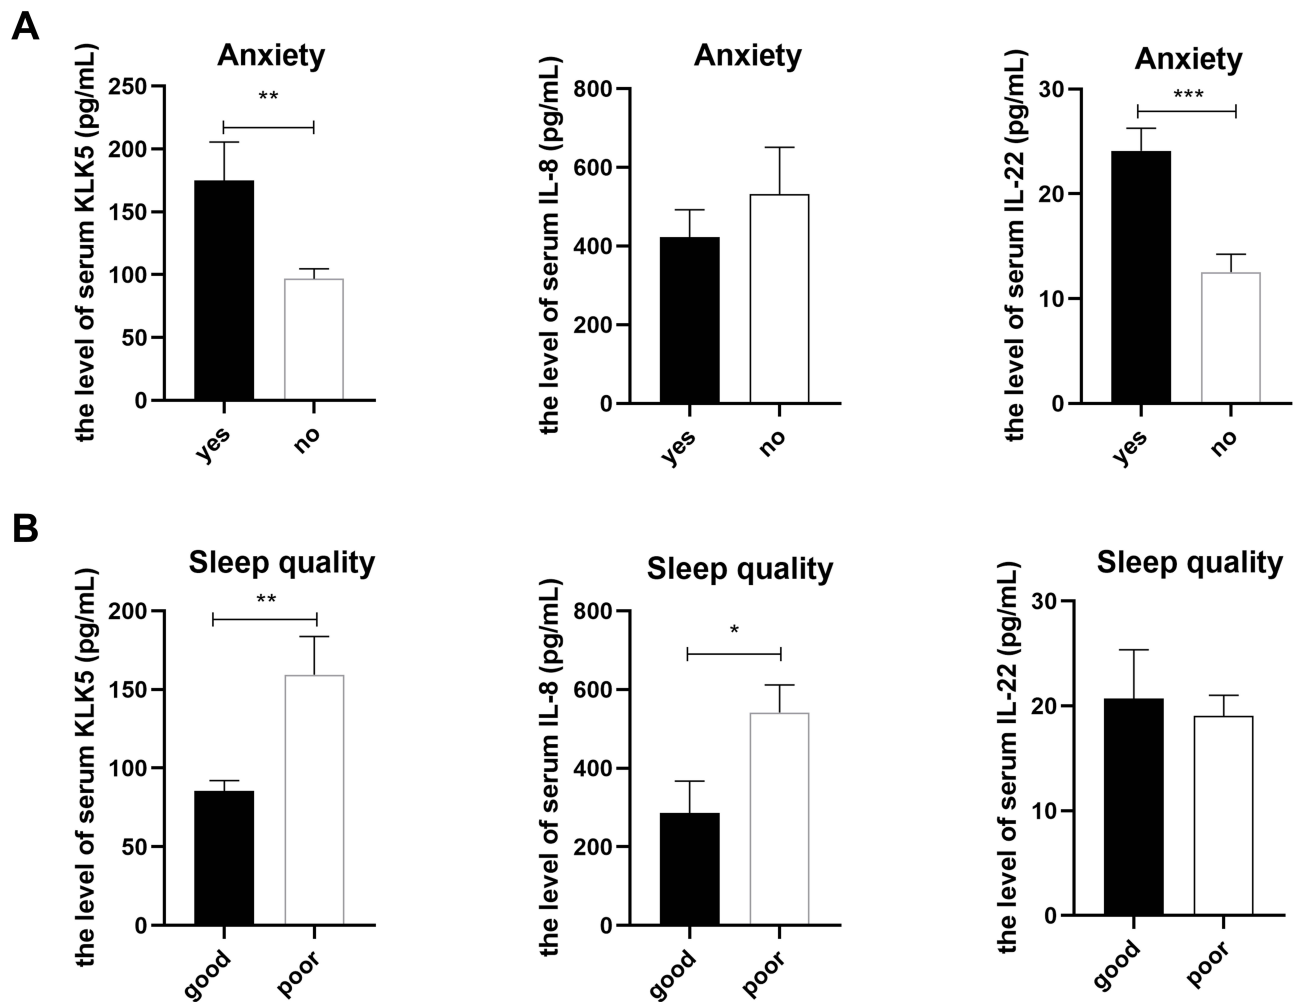 A
Anxiety
the level of serum KLK5 (pg/mL)
250
200
150
100
50
0
**
yes
no
Anxiety
the level of serum IL-8 (pg/mL)
800
600
400
200
0
yes
no
Anxiety
the level of serum IL-22 (pg/mL)
30
20
10
0
***
yes
no
B
Sleep quality
the level of serum KLK5 (pg/mL)
200
150
100
50
0
**
good
poor
Sleep quality
the level of serum IL-8 (pg/mL)
800
600
400
200
0
*
good
poor
Sleep quality
the level of serum IL-22 (pg/mL)
30
20
10
0
good
poor